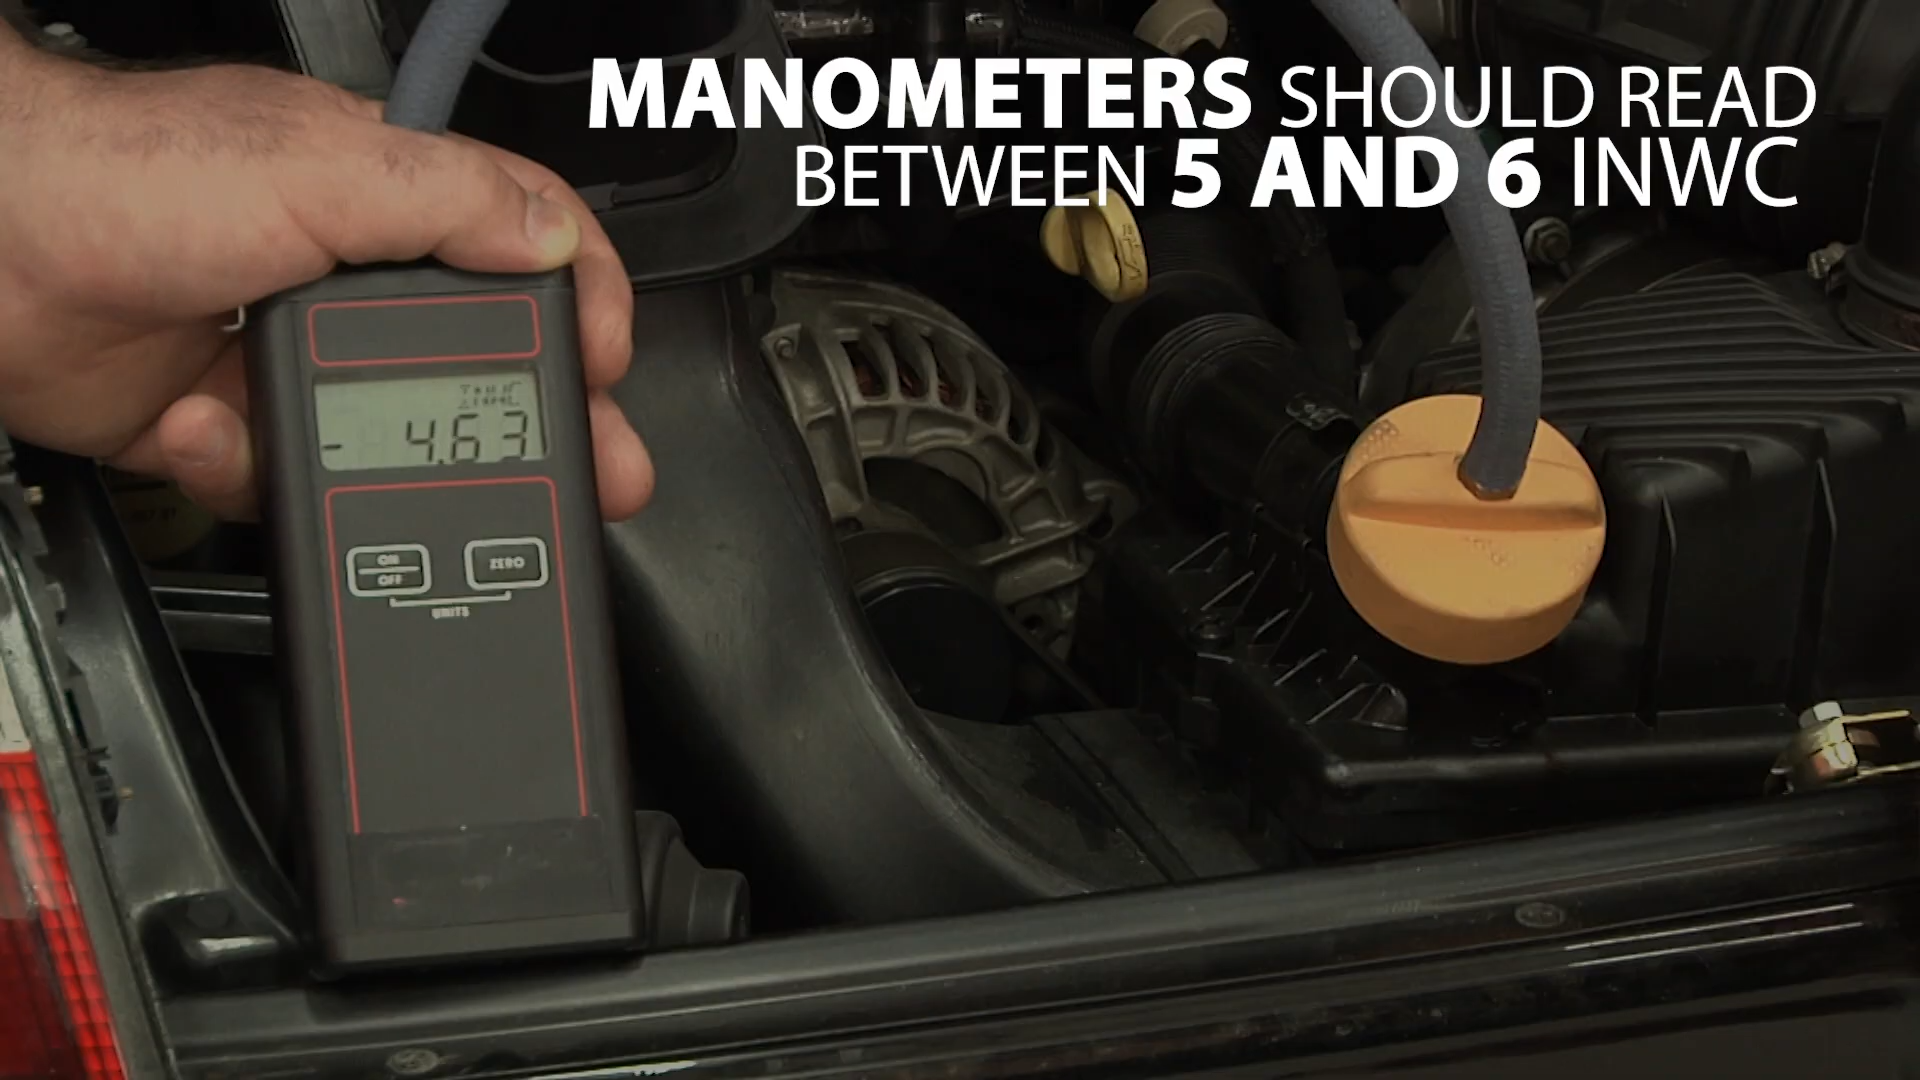 MANOMETERS SHOULD READ
BETWEEN 5 AND 6 INWC
- 4.63
ON
OFF
ZERO
UNITS